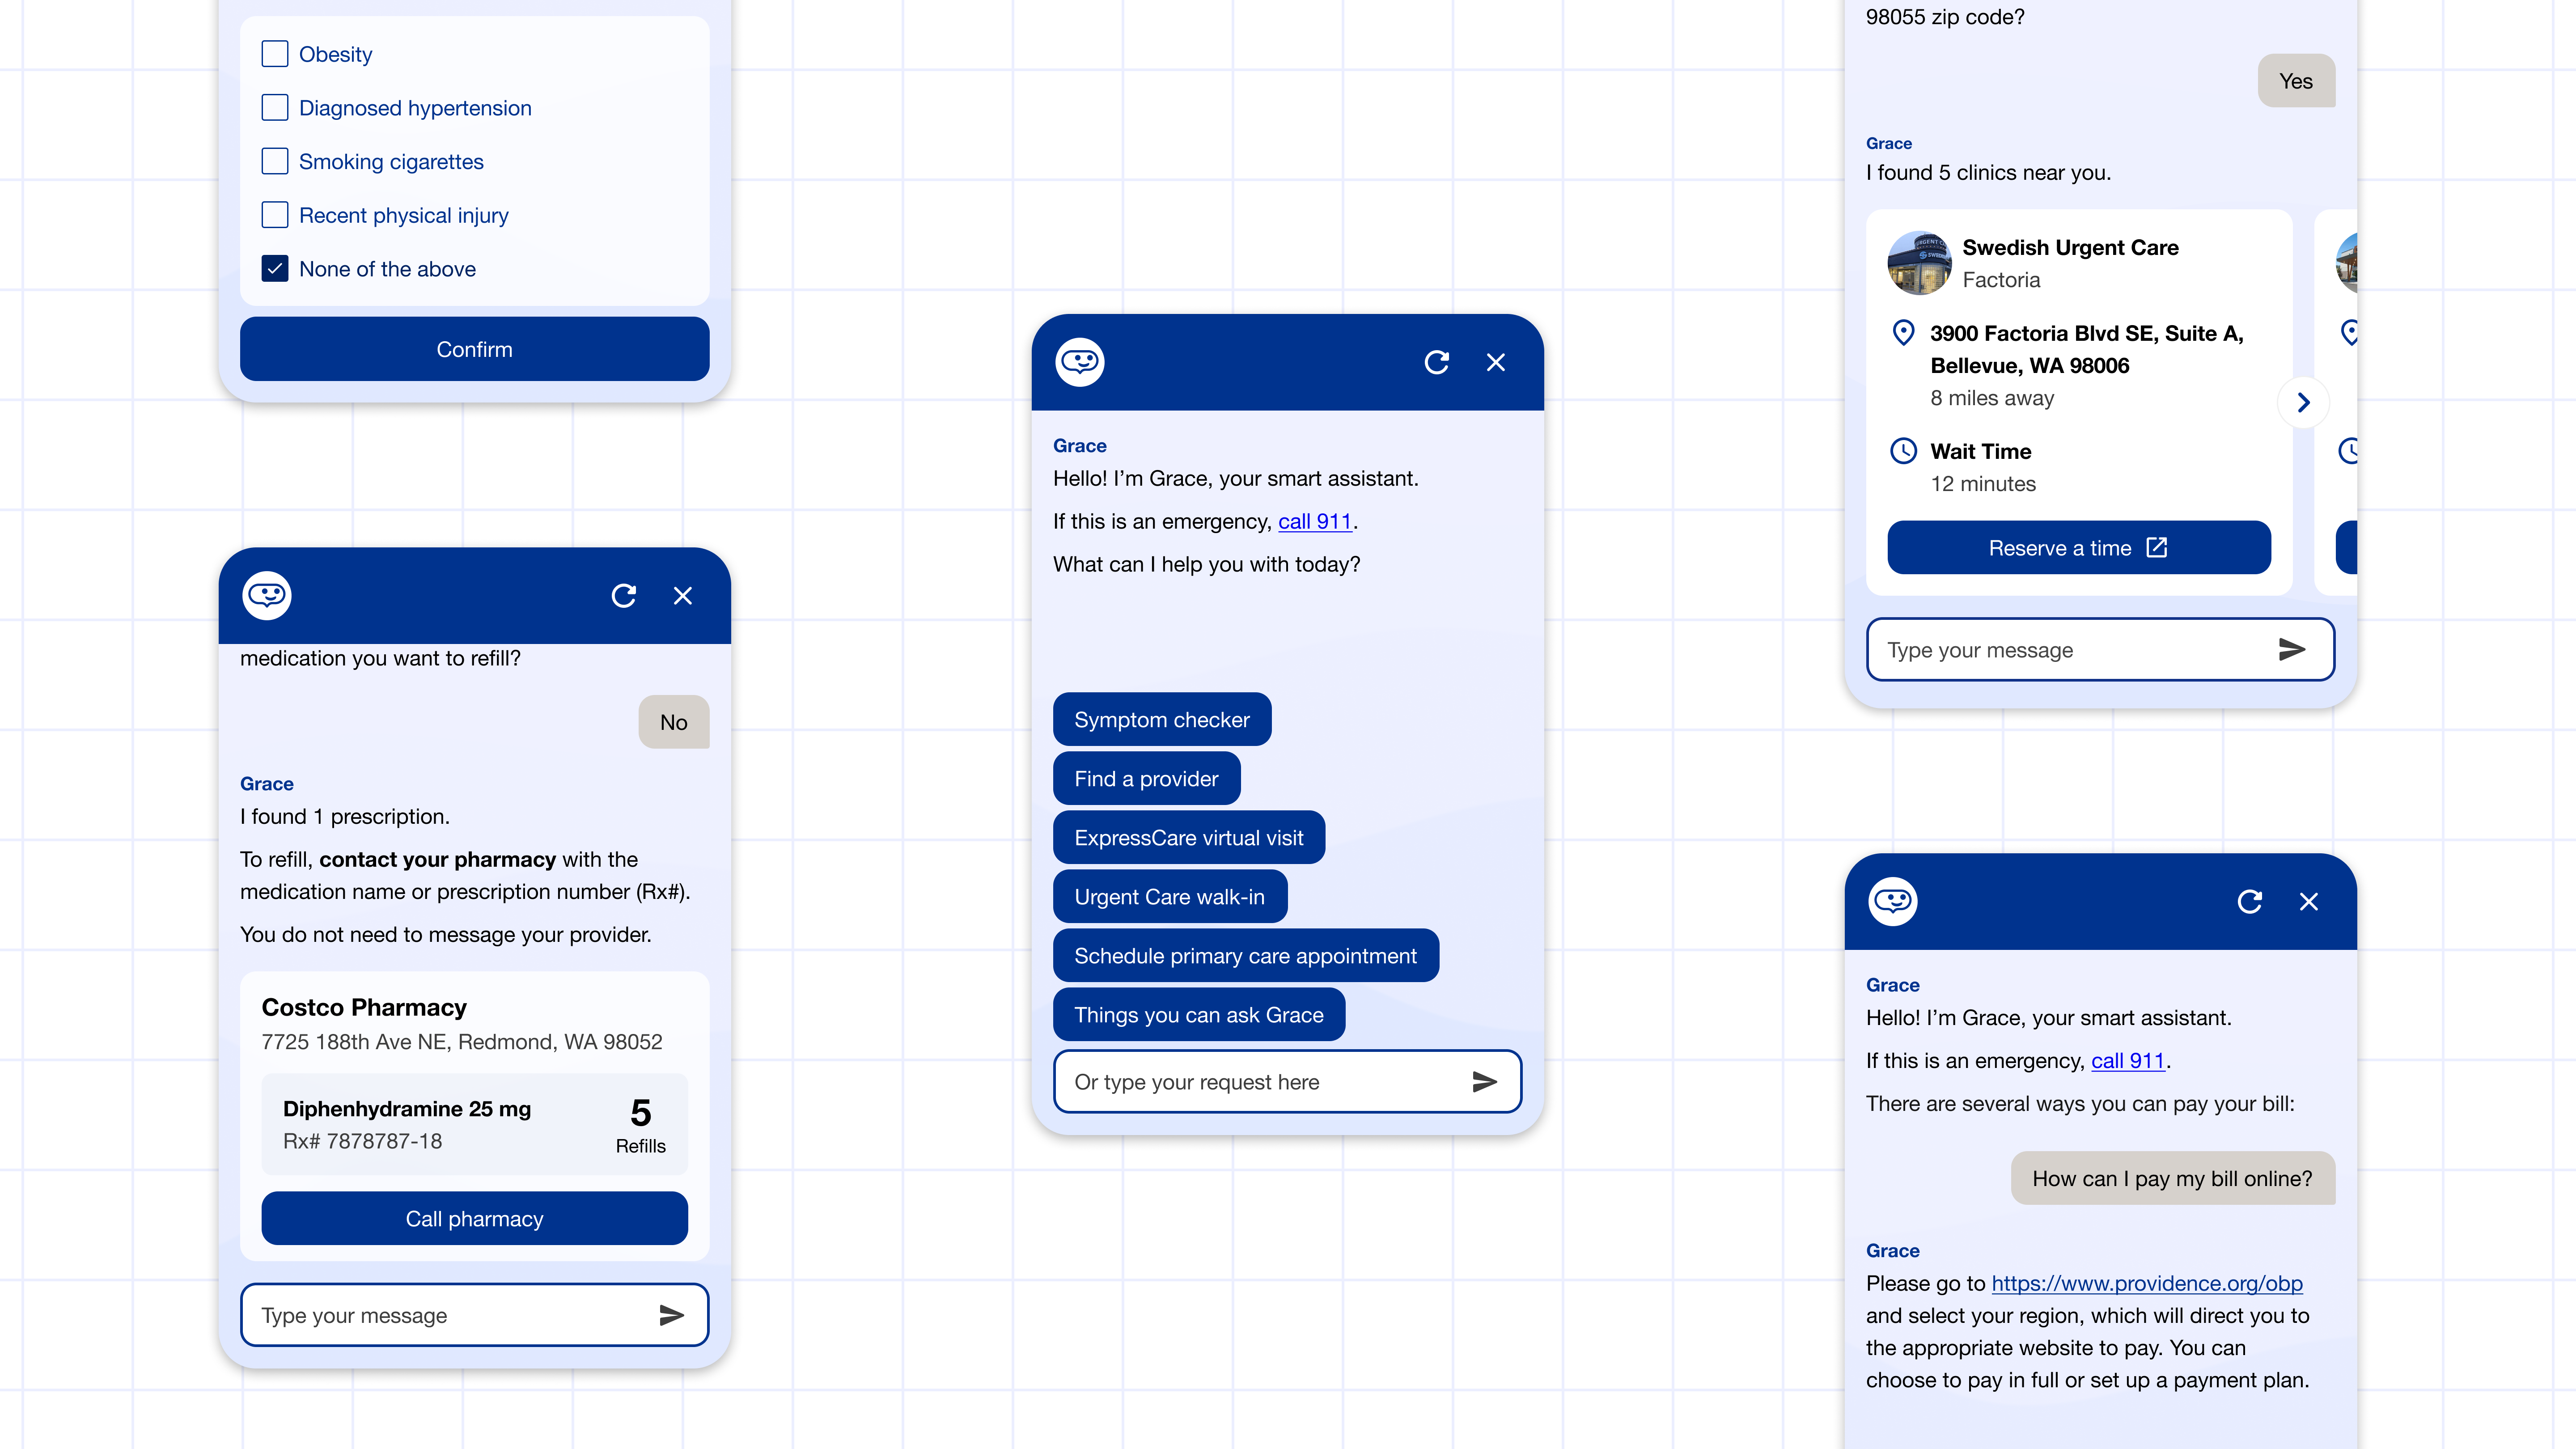 Obesity
Diagnosed hypertension
Smoking cigarettes
Recent physical injury
None of the above
Confirm
medication you want to refill?
No
Grace
I found 1 prescription.
To refill, contact your pharmacy with the
medication name or prescription number (Rx#).
You do not need to message your provider.
Costco Pharmacy
7725 188th Ave NE, Redmond, WA 98052
Diphenhydramine 25 mg
Rx# 7878787-18
5
Refills
Call pharmacy
Type your message
Grace
Hello! I’m Grace, your smart assistant.
If this is an emergency, call 911.
What can I help you with today?
Symptom checker
Find a provider
ExpressCare virtual visit
Urgent Care walk-in
Schedule primary care appointment
Things you can ask Grace
Or type your request here
98055 zip code?
Yes
Grace
I found 5 clinics near you.
Swedish Urgent Care
Factoria
3900 Factoria Blvd SE, Suite A,
Bellevue, WA 98006
8 miles away
Wait Time
12 minutes
Reserve a time
Type your message
Grace
Hello! I’m Grace, your smart assistant.
If this is an emergency, call 911.
There are several ways you can pay your bill:
How can I pay my bill online?
Grace
Please go to https://www.providence.org/obp
and select your region, which will direct you to
the appropriate website to pay. You can
choose to pay in full or set up a payment plan.